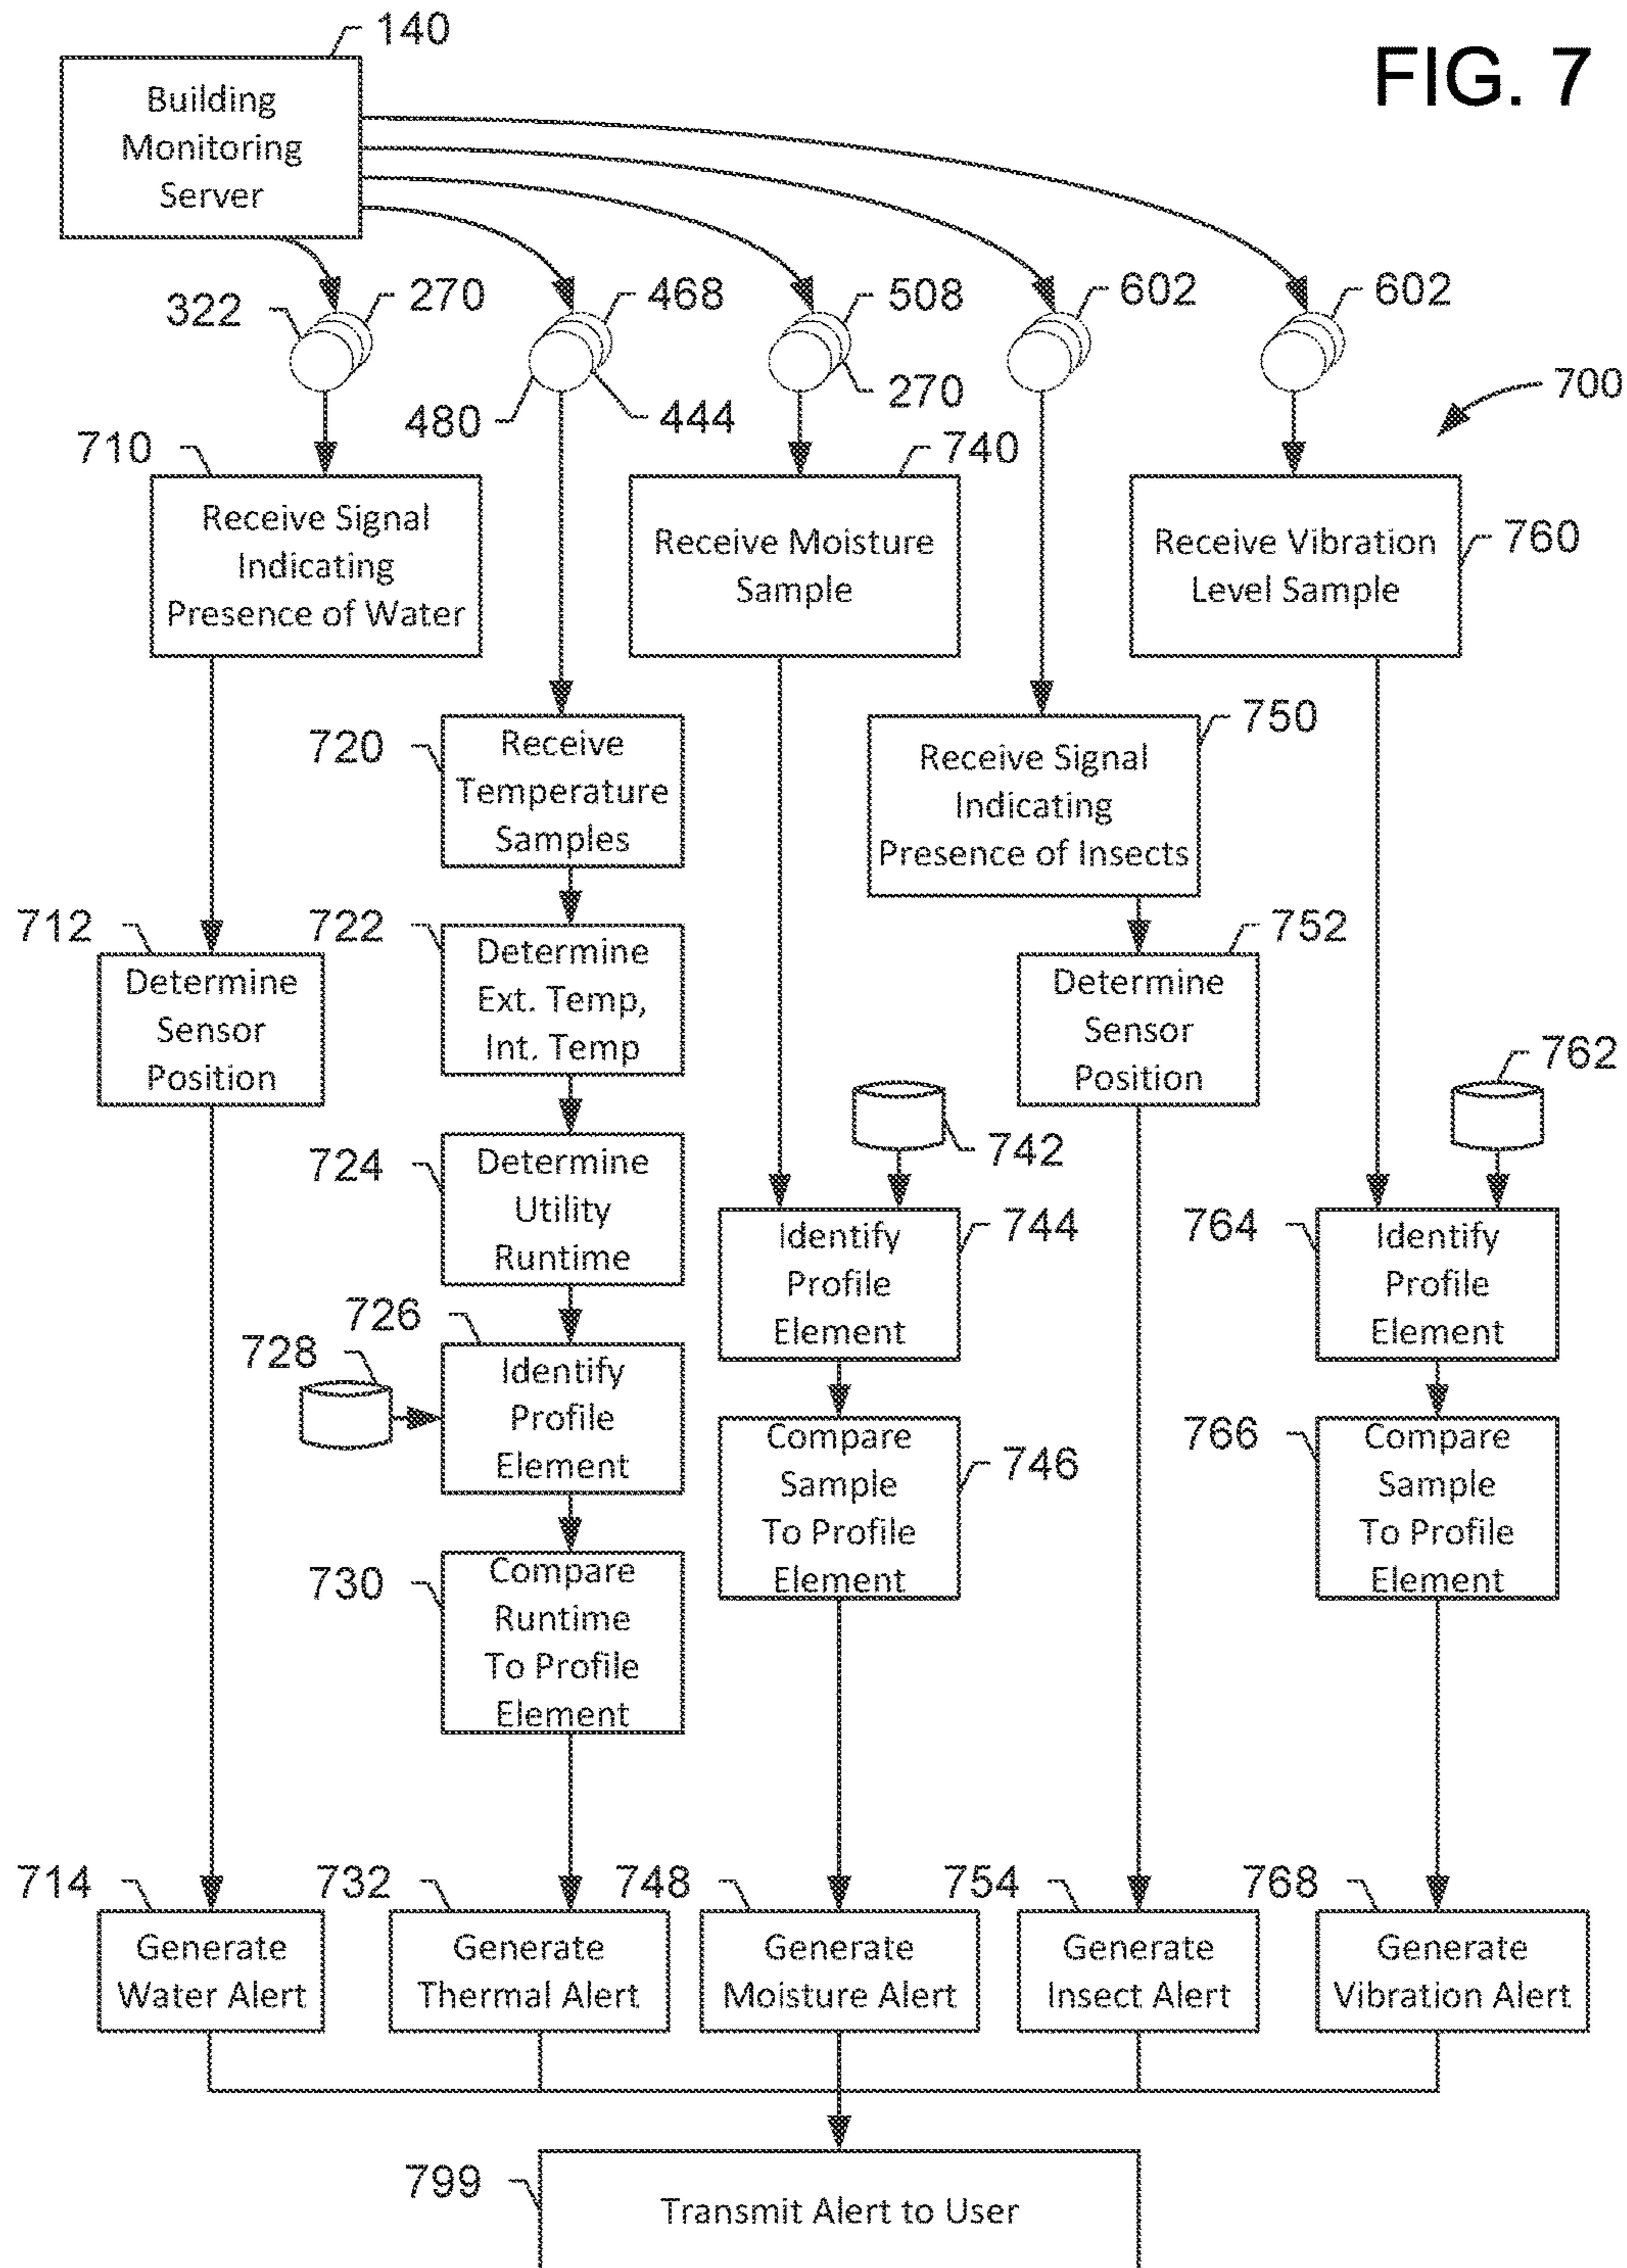 140
FIG. 7
Building
Monitoring
Server
322
270
468
508
602
602
480
444
270
700
710
740
Receive Signal
Indicating
Presence of Water
Receive Moisture
Sample
Receive Vibration
Level Sample
760
720
Receive
Temperature
Samples
750
Receive Signal
Indicating
Presence of Insects
712
Determine
Sensor
Position
722
Determine
Ext. Temp,
Int. Temp
752
Determine
Sensor
Position
762
742
724
Determine
Utility
Runtime
744
Identify
Profile
Element
764
Identify
Profile
Element
726
728
Identify
Profile
Element
Compare
Sample
To Profile
Element
746
766
Compare
Sample
To Profile
Element
730
Compare
Runtime
To Profile
Element
714
732
748
754
768
Generate
Water Alert
Generate
Thermal Alert
Generate
Moisture Alert
Generate
Insect Alert
Generate
Vibration Alert
799
Transmit Alert to User